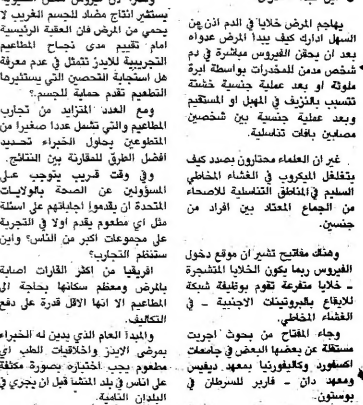 يهاجم المرض خلايا في الدم اذن من
السهل ادراك كيف يبدأ المرض عدواه
بعد ان يحقن الفيروس مباشرة في دم
شخص مدمن للمخدرات بواسطة ابرة
ملوثة او بعد عملية جنسية خشنة
تتسبب بالنزيف في المهبل او المستقيم
وبعد عملية جنسية بين شخصين
مصابين بآفات تناسلية.
غير ان العلماء محتارون بصدد كيف
يتغلغل الميكروب في الغشاء المخاطي
السليم في المناطق التناسلية للاصحاء
من الجماع المعتاد بين افراد من
جنسين.
وهناك مفاتيح تشير ان موقع دخول
الفيروس ربما يكون الخلايا المتشجرة
- خلايا متفرعة تقوم بوظيفة شبكة
للايقاع بالبروتينات الاجنبية - في
الغشاء المخاطي.
وجاء المفتاح من بحوث اجريت
مستقلة عن بعضها البعض في جامعات
اكسفورد وكاليفورنيا بمعهد ديفيس
ومعهد دان - فاربر للسرطان في
بوستون.
يستثير انتاج مضاد للجسم الغريب لا
يحمي من المرض فان العقبة الرئيسية
امام تقييم مدى نجاح المطاعيم
التجريبية للايدز تتمثل في عدم معرفة
هل استجابة التحصين التي يستثيرها
التطعيم تقدم حماية للجسم.؟
ومع العدد المتزايد من تجارب
المطاعيم والتي تشمل عددا صغيرا من
المتطوعين يحاول الخبراء تحديد
افضل الطرق للمقارنة بين النتائج.
وفي وقت قريب يتوجب على
المسؤولين عن الصحة بالولايات
المتحدة ان يقدموا اجاباتهم على اسئلة
مثل اي مطعوم يقدم اولا في التجربة
على مجموعات اكبر من الناس؟ واين
ستنظم التجارب؟
افريقيا من اكثر القارات اصابة
بالمرض ومعظم سكانها بحاجة الى
المطاعيم الا انها الاقل قدرة على دفع
التكاليف.
والمبدأ العام الذي يدين له الخبراء
بمرضى الايدز واخلاقيات الطب اي
مطعوم يجب اختباره بصورة مكثفة
على ناس في بلد المنشأ قبل ان يجري في
البلدان النامية.